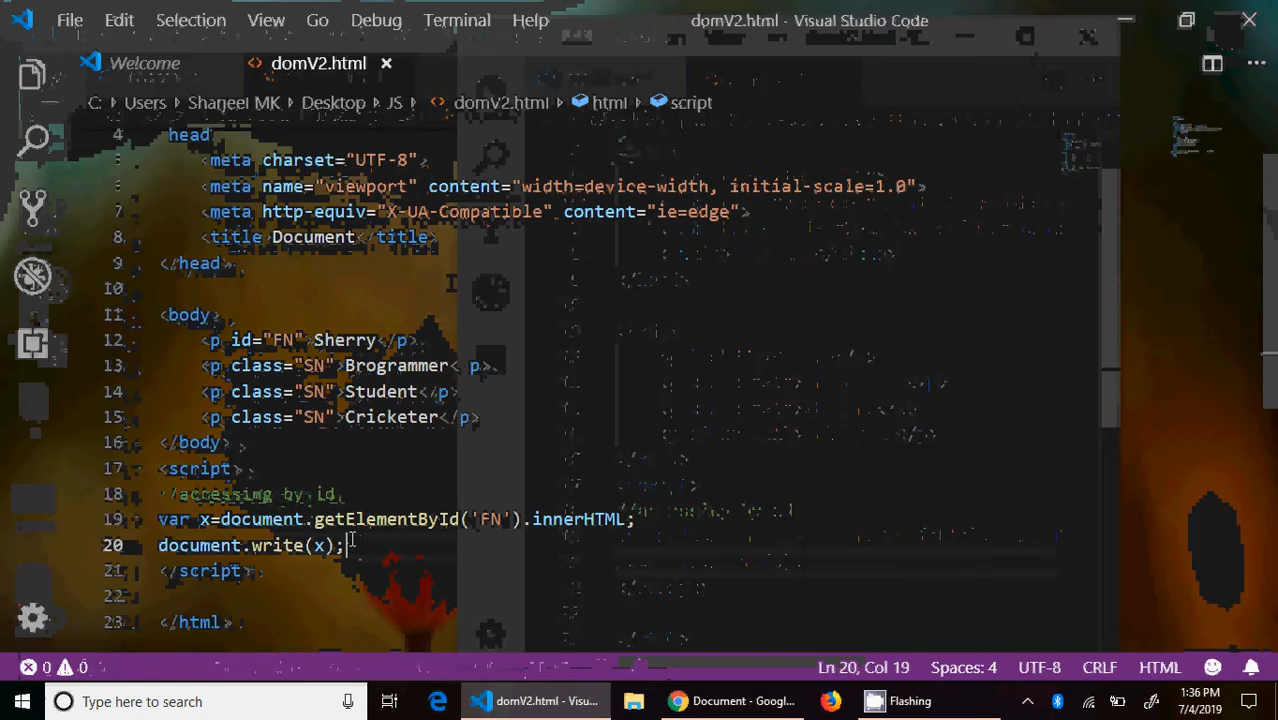 File Edit Selection View Go Debug Terminal Help domV2.html - Visual Studio Code
Welcome domV2.html
C: > Users > Sharjeel MK > Desktop > JS > domV2.html > html > script
4 head
<meta charset="UTF-8">
6 <meta name="viewport" content="width=device-width, initial-scale=1.0">
7 <meta http-equiv="X-UA-Compatible" content="ie=edge">
8 <title>Document</title>
9 </head>
10
11 <body>
12 <p id="FN">Sherry</p>
13 <p class="SN">Brogrammer< p>
14 <p class="SN">Student</p>
15 <p class="SN">Cricketer</p>
16 </body>
17 <script>
18 //accessing by id
19 var x=document.getElementById('FN').innerHTML;
20 document.write(x);
21 </script>
22
23 </html>
0 0 Ln 20, Col 19 Spaces: 4 UTF-8 CRLF HTML
Type here to search domV2.html - Visu... Document - Googl... Flashing 1:36 PM
7/4/2019